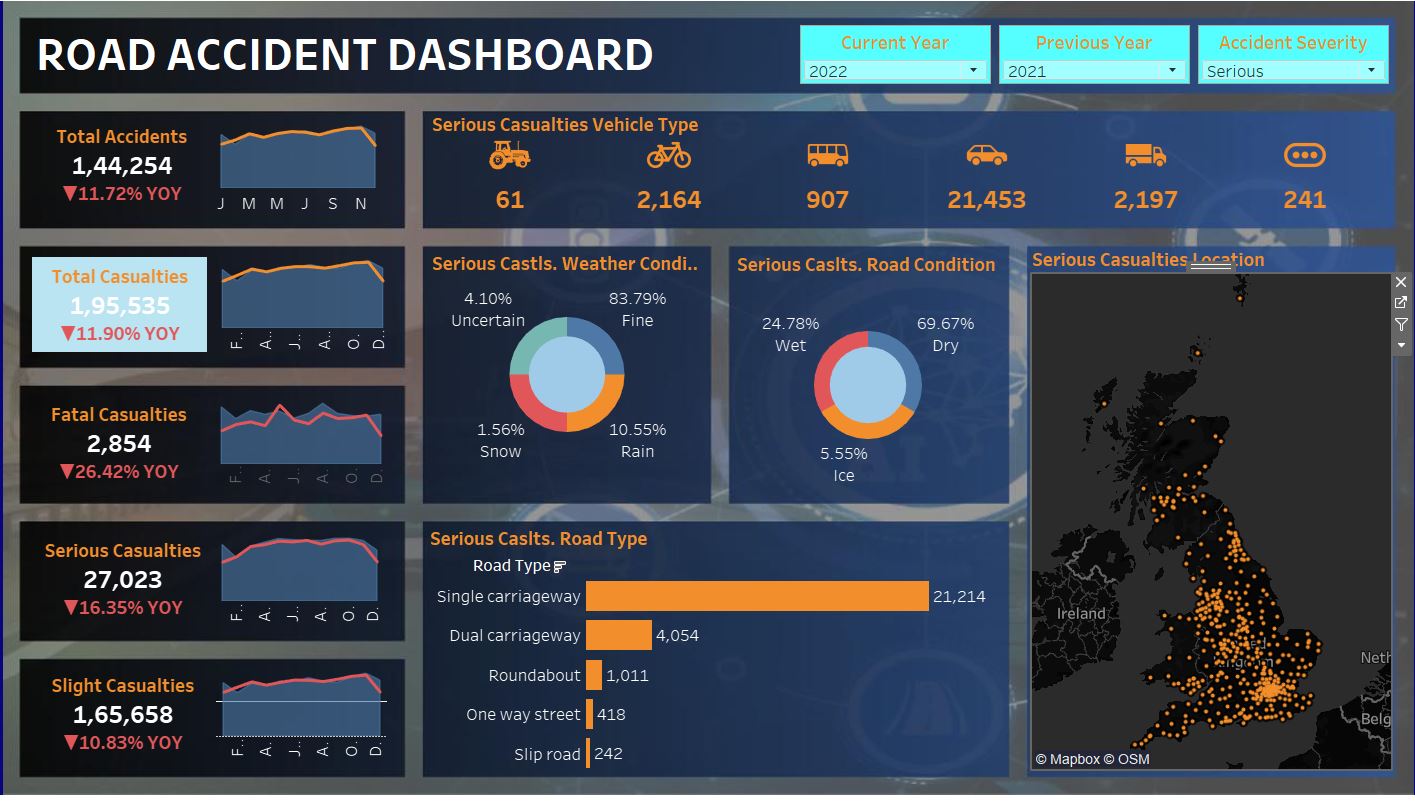 ROAD ACCIDENT DASHBOARD
Current Year
2022
Previous Year
2021
Accident Severity
Serious
Total Accidents
1,44,254
▼11.72% YOY
J M M J S N
Serious Casualties Vehicle Type
61
2,164
907
21,453
2,197
241
Total Casualties
1,95,535
▼11.90% YOY
F.. A.. J.. A.. O.. D..
Fatal Casualties
2,854
▼26.42% YOY
F.. A.. J.. A.. O.. D..
Serious Casualties
27,023
▼16.35% YOY
F.. A.. J.. A.. O.. D..
Slight Casualties
1,65,658
▼10.83% YOY
F.. A.. J.. A.. O.. D..
Serious Castls. Weather Condi..
4.10%
Uncertain
83.79%
Fine
1.56%
Snow
10.55%
Rain
Serious Caslts. Road Condition
24.78%
Wet
69.67%
Dry
5.55%
Ice
Serious Caslts. Road Type
Road Type
Single carriageway 21,214
Dual carriageway 4,054
Roundabout 1,011
One way street 418
Slip road 242
Serious Casualties Location
Ireland
Neth
Belg
© Mapbox © OSM